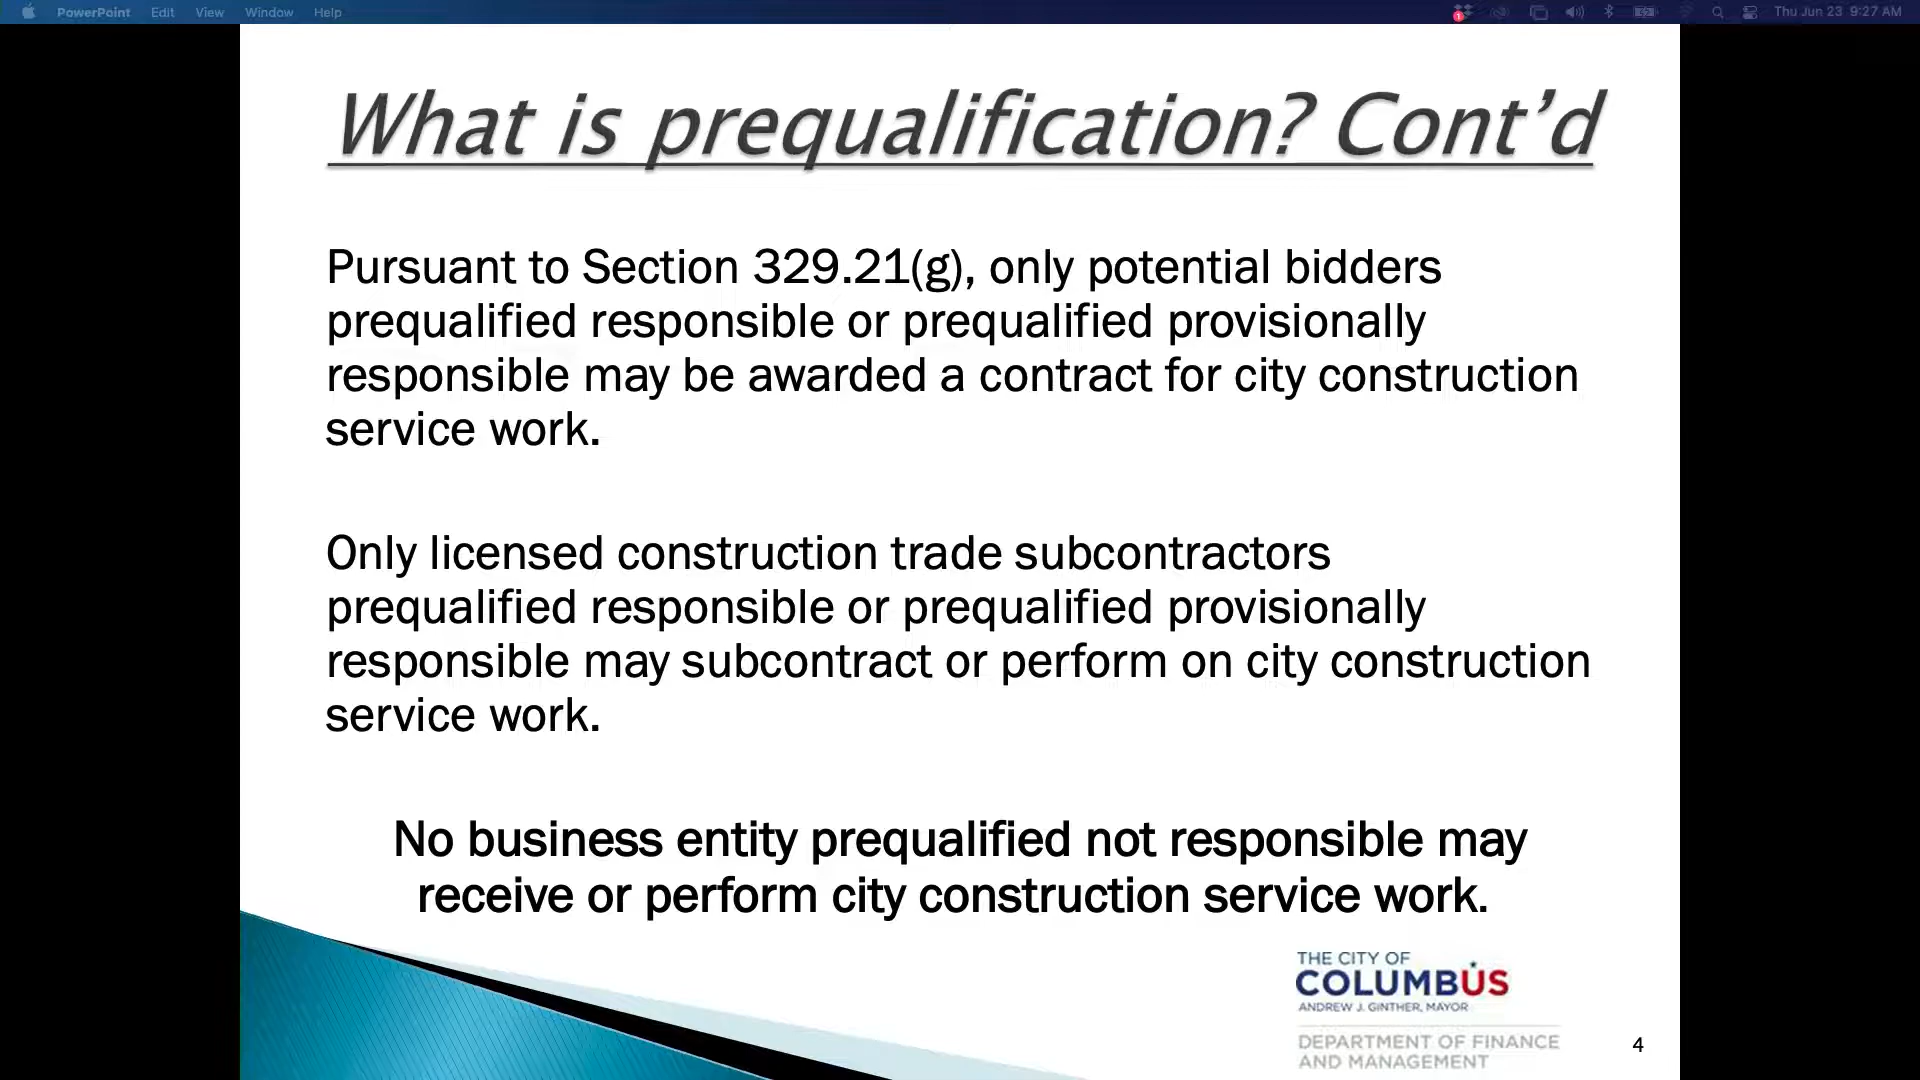 PowerPoint Edit View Window Help
1
Thu Jun 23 9:27 AM
What is prequalification? Cont’d
Pursuant to Section 329.21(g), only potential bidders
prequalified responsible or prequalified provisionally
responsible may be awarded a contract for city construction
service work.
Only licensed construction trade subcontractors
prequalified responsible or prequalified provisionally
responsible may subcontract or perform on city construction
service work.
No business entity prequalified not responsible may
receive or perform city construction service work.
THE CITY OF
COLUMBUS
ANDREW J. GINTHER, MAYOR
DEPARTMENT OF FINANCE
AND MANAGEMENT
4